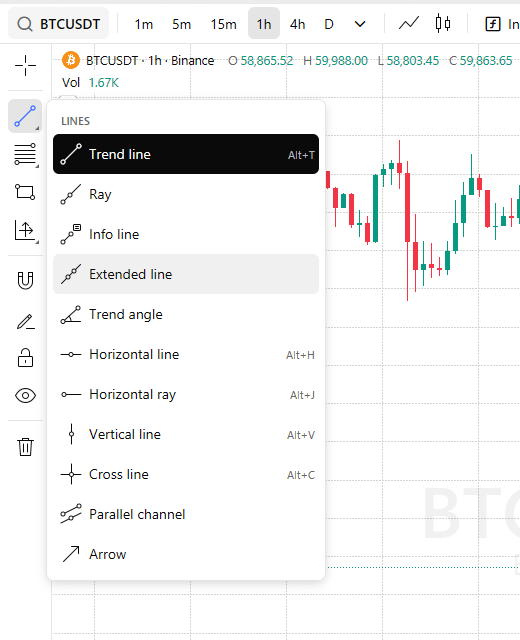 BTCUSDT 1m 5m 15m 1h 4h D In
BTCUSDT · 1h · Binance O 58,865.52 H 59,988.00 L 58,803.45 C 59,863.65
Vol 1.67K
LINES
Trend line Alt+T
Ray
Info line
Extended line
Trend angle
Horizontal line Alt+H
Horizontal ray Alt+J
Vertical line Alt+V
Cross line Alt+C
Parallel channel
BTC
Arrow